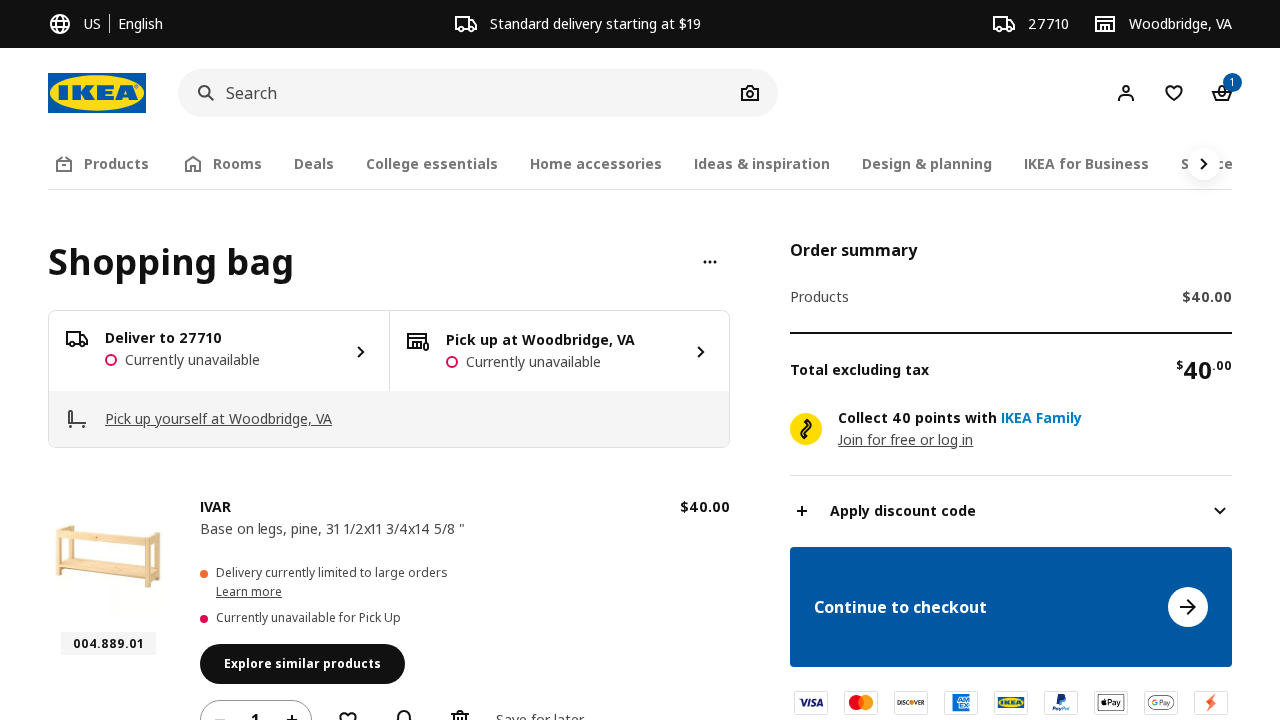 US English
Standard delivery starting at $19
27710
Woodbridge, VA
IKEA
Search
1
Products
Rooms
Deals
College essentials
Home accessories
Ideas & inspiration
Design & planning
IKEA for Business
Shopping bag
Deliver to 27710
Currently unavailable
Pick up at Woodbridge, VA
Currently unavailable
Pick up yourself at Woodbridge, VA
IVAR
$40.00
Base on legs, pine, 31 1/2x11 3/4x14 5/8 "
Delivery currently limited to large orders
Learn more
Currently unavailable for Pick Up
004.889.01
Explore similar products
1
Save for later
Order summary
Products
$40.00
Total excluding tax
$40.00
Collect 40 points with IKEA Family
Join for free or log in
Apply discount code
Continue to checkout
VISA
DISCOVER
AM EX
IKEA
PayPal
Pay
G Pay